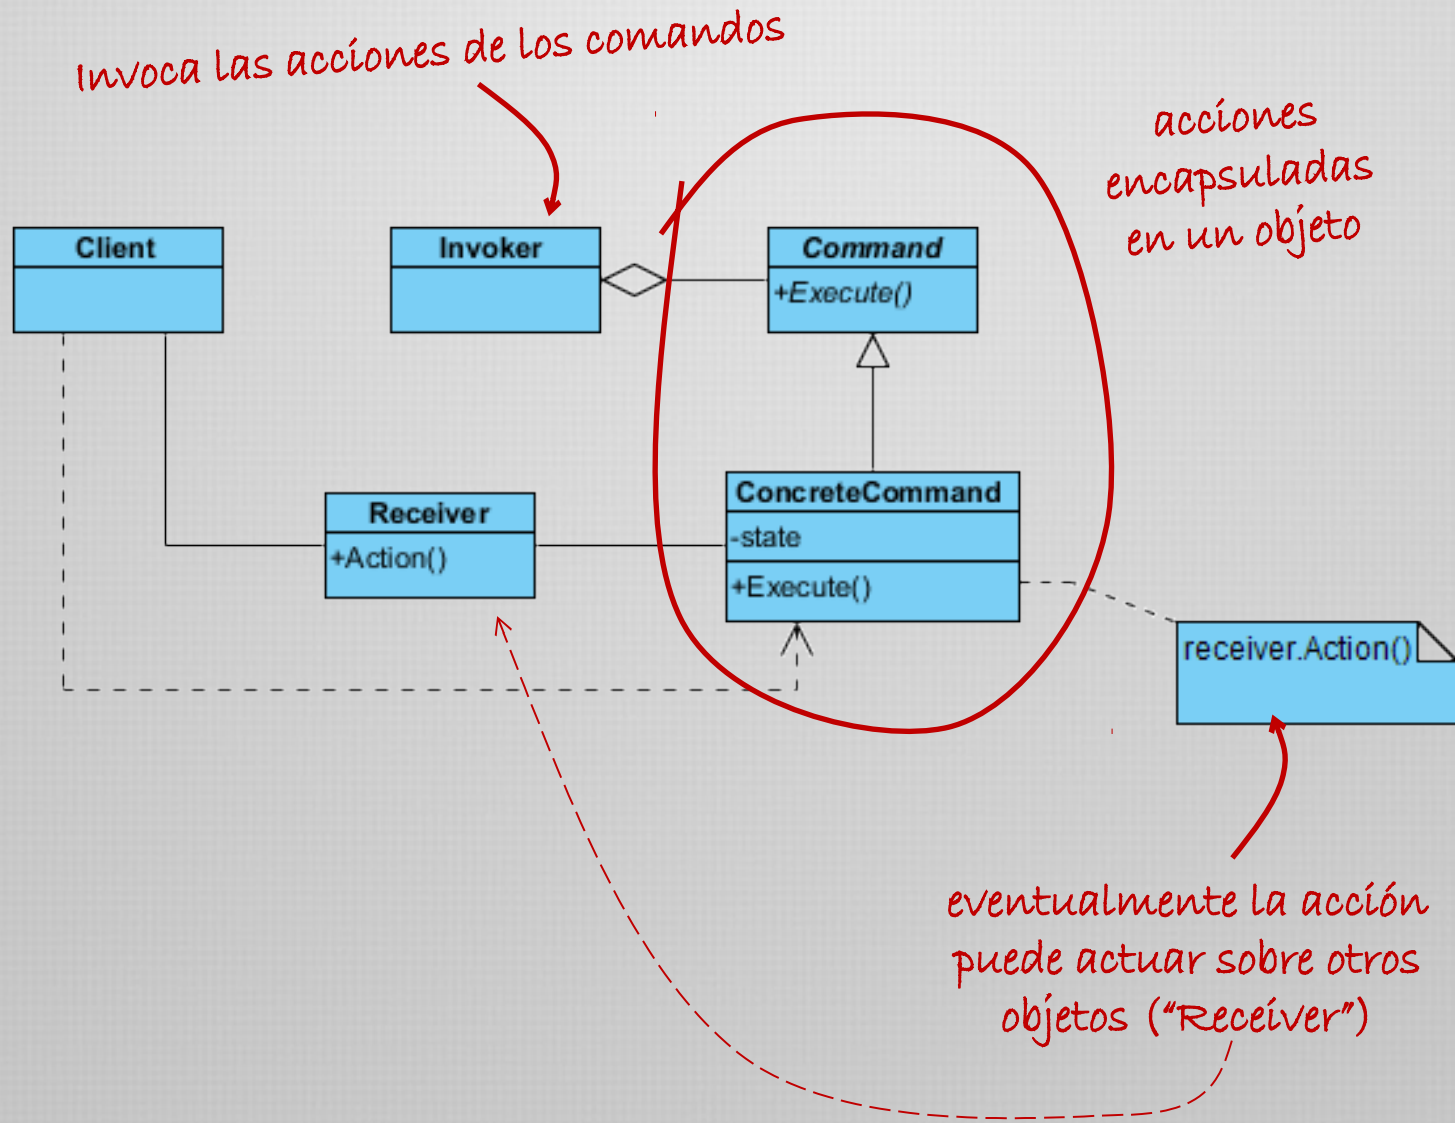 Invoca las acciones de los comandos
acciones
encapsuladas
en un objeto
Client
Invoker
Command
+Execute()
Receiver
+Action()
ConcreteCommand
-state
+Execute()
receiver.Action()
eventualmente la acción
puede actuar sobre otros
objetos (“Receiver”)